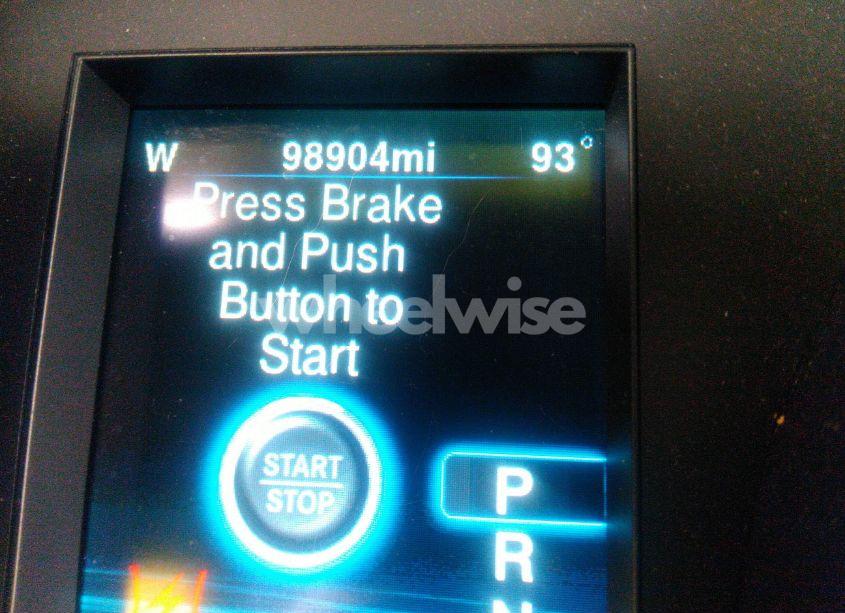 W 98904mi 93°
Press Brake
and Push
Button to
Start
wheelwise
START
STOP
P
R
N